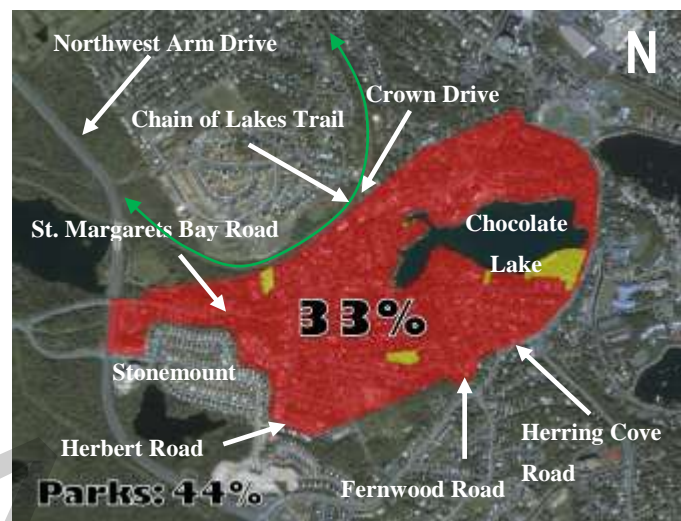 Northwest Arm Drive
N
Crown Drive
Chain of Lakes Trail
St. Margarets Bay Road
Chocolate
Lake
33%
Stonemount
Herbert Road
Herring Cove
Road
Fernwood Road
Parks: 44%